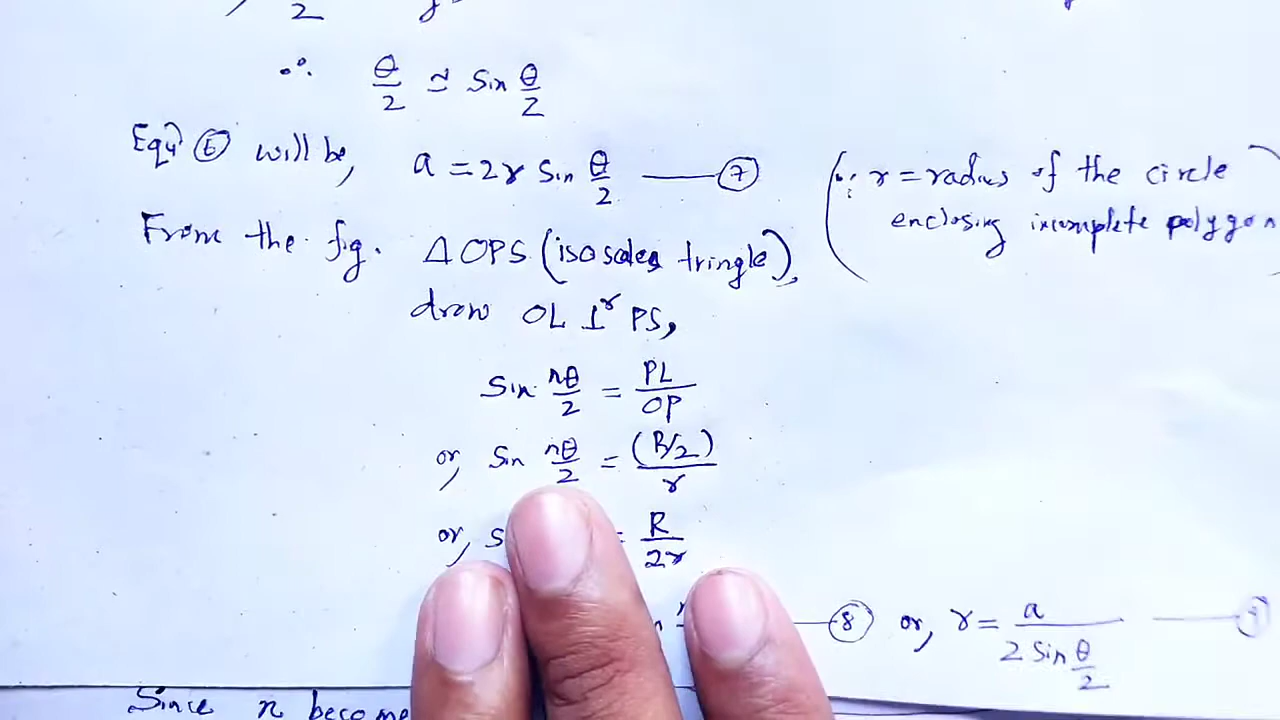 2
∴ θ/2 ≃ Sin θ/2
Eqⁿ ⑥ will be, a = 2r Sin θ/2 —— ⑦ (∵ r = radius of the circle
enclosing incomplete polygon
From the fig. Δ OPS (isosceles tringle),
draw OL ⊥ʳ PS,
Sin nθ/2 = PL/OP
or, Sin nθ/2 = (R/2)/r
or, S = R/2r
—— ⑧ or, r = a/(2 Sin θ/2) ——
Since n become